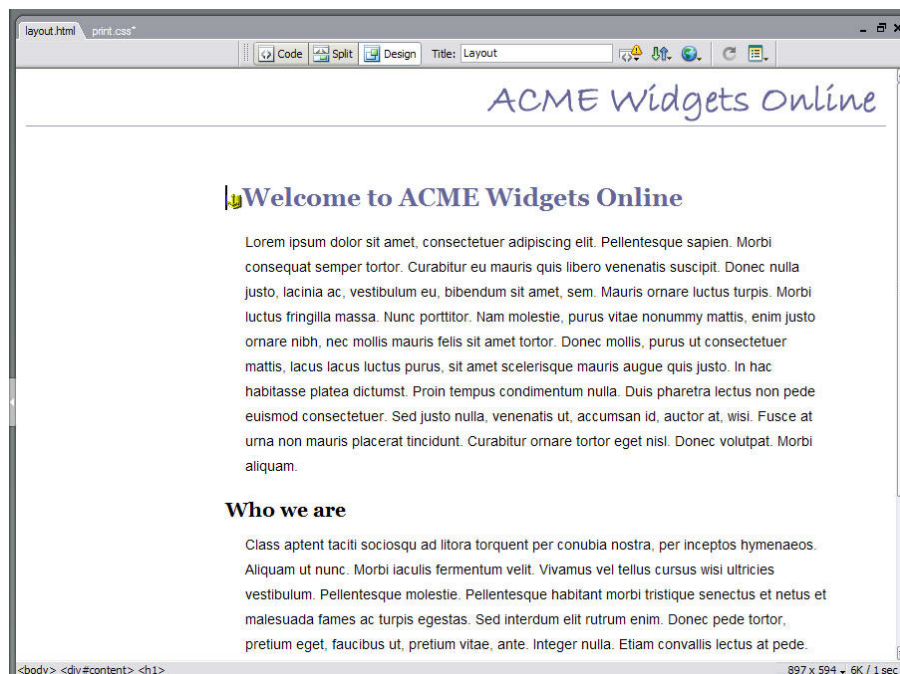 layout.html print.css*
Code Split Design Title: Layout
ACME Widgets Online
Welcome to ACME Widgets Online
Lorem ipsum dolor sit amet, consectetuer adipiscing elit. Pellentesque sapien. Morbi
consequat semper tortor. Curabitur eu mauris quis libero venenatis suscipit. Donec nulla
justo, lacinia ac, vestibulum eu, bibendum sit amet, sem. Mauris ornare luctus turpis. Morbi
luctus fringilla massa. Nunc porttitor. Nam molestie, purus vitae nonummy mattis, enim justo
ornare nibh, nec mollis mauris felis sit amet tortor. Donec mollis, purus ut consectetuer
mattis, lacus lacus luctus purus, sit amet scelerisque mauris augue quis justo. In hac
habitasse platea dictumst. Proin tempus condimentum nulla. Duis pharetra lectus non pede
euismod consectetuer. Sed justo nulla, venenatis ut, accumsan id, auctor at, wisi. Fusce at
urna non mauris placerat tincidunt. Curabitur ornare tortor eget nisl. Donec volutpat. Morbi
aliquam.
Who we are
Class aptent taciti sociosqu ad litora torquent per conubia nostra, per inceptos hymenaeos.
Aliquam ut nunc. Morbi iaculis fermentum velit. Vivamus vel tellus cursus wisi ultricies
vestibulum. Pellentesque molestie. Pellentesque habitant morbi tristique senectus et netus et
malesuada fames ac turpis egestas. Sed interdum elit rutrum enim. Donec pede tortor,
pretium eget, faucibus ut, pretium vitae, ante. Integer nulla. Etiam convallis lectus at pede.
<body> <div#content> <h1> 897 x 594 6K / 1 sec